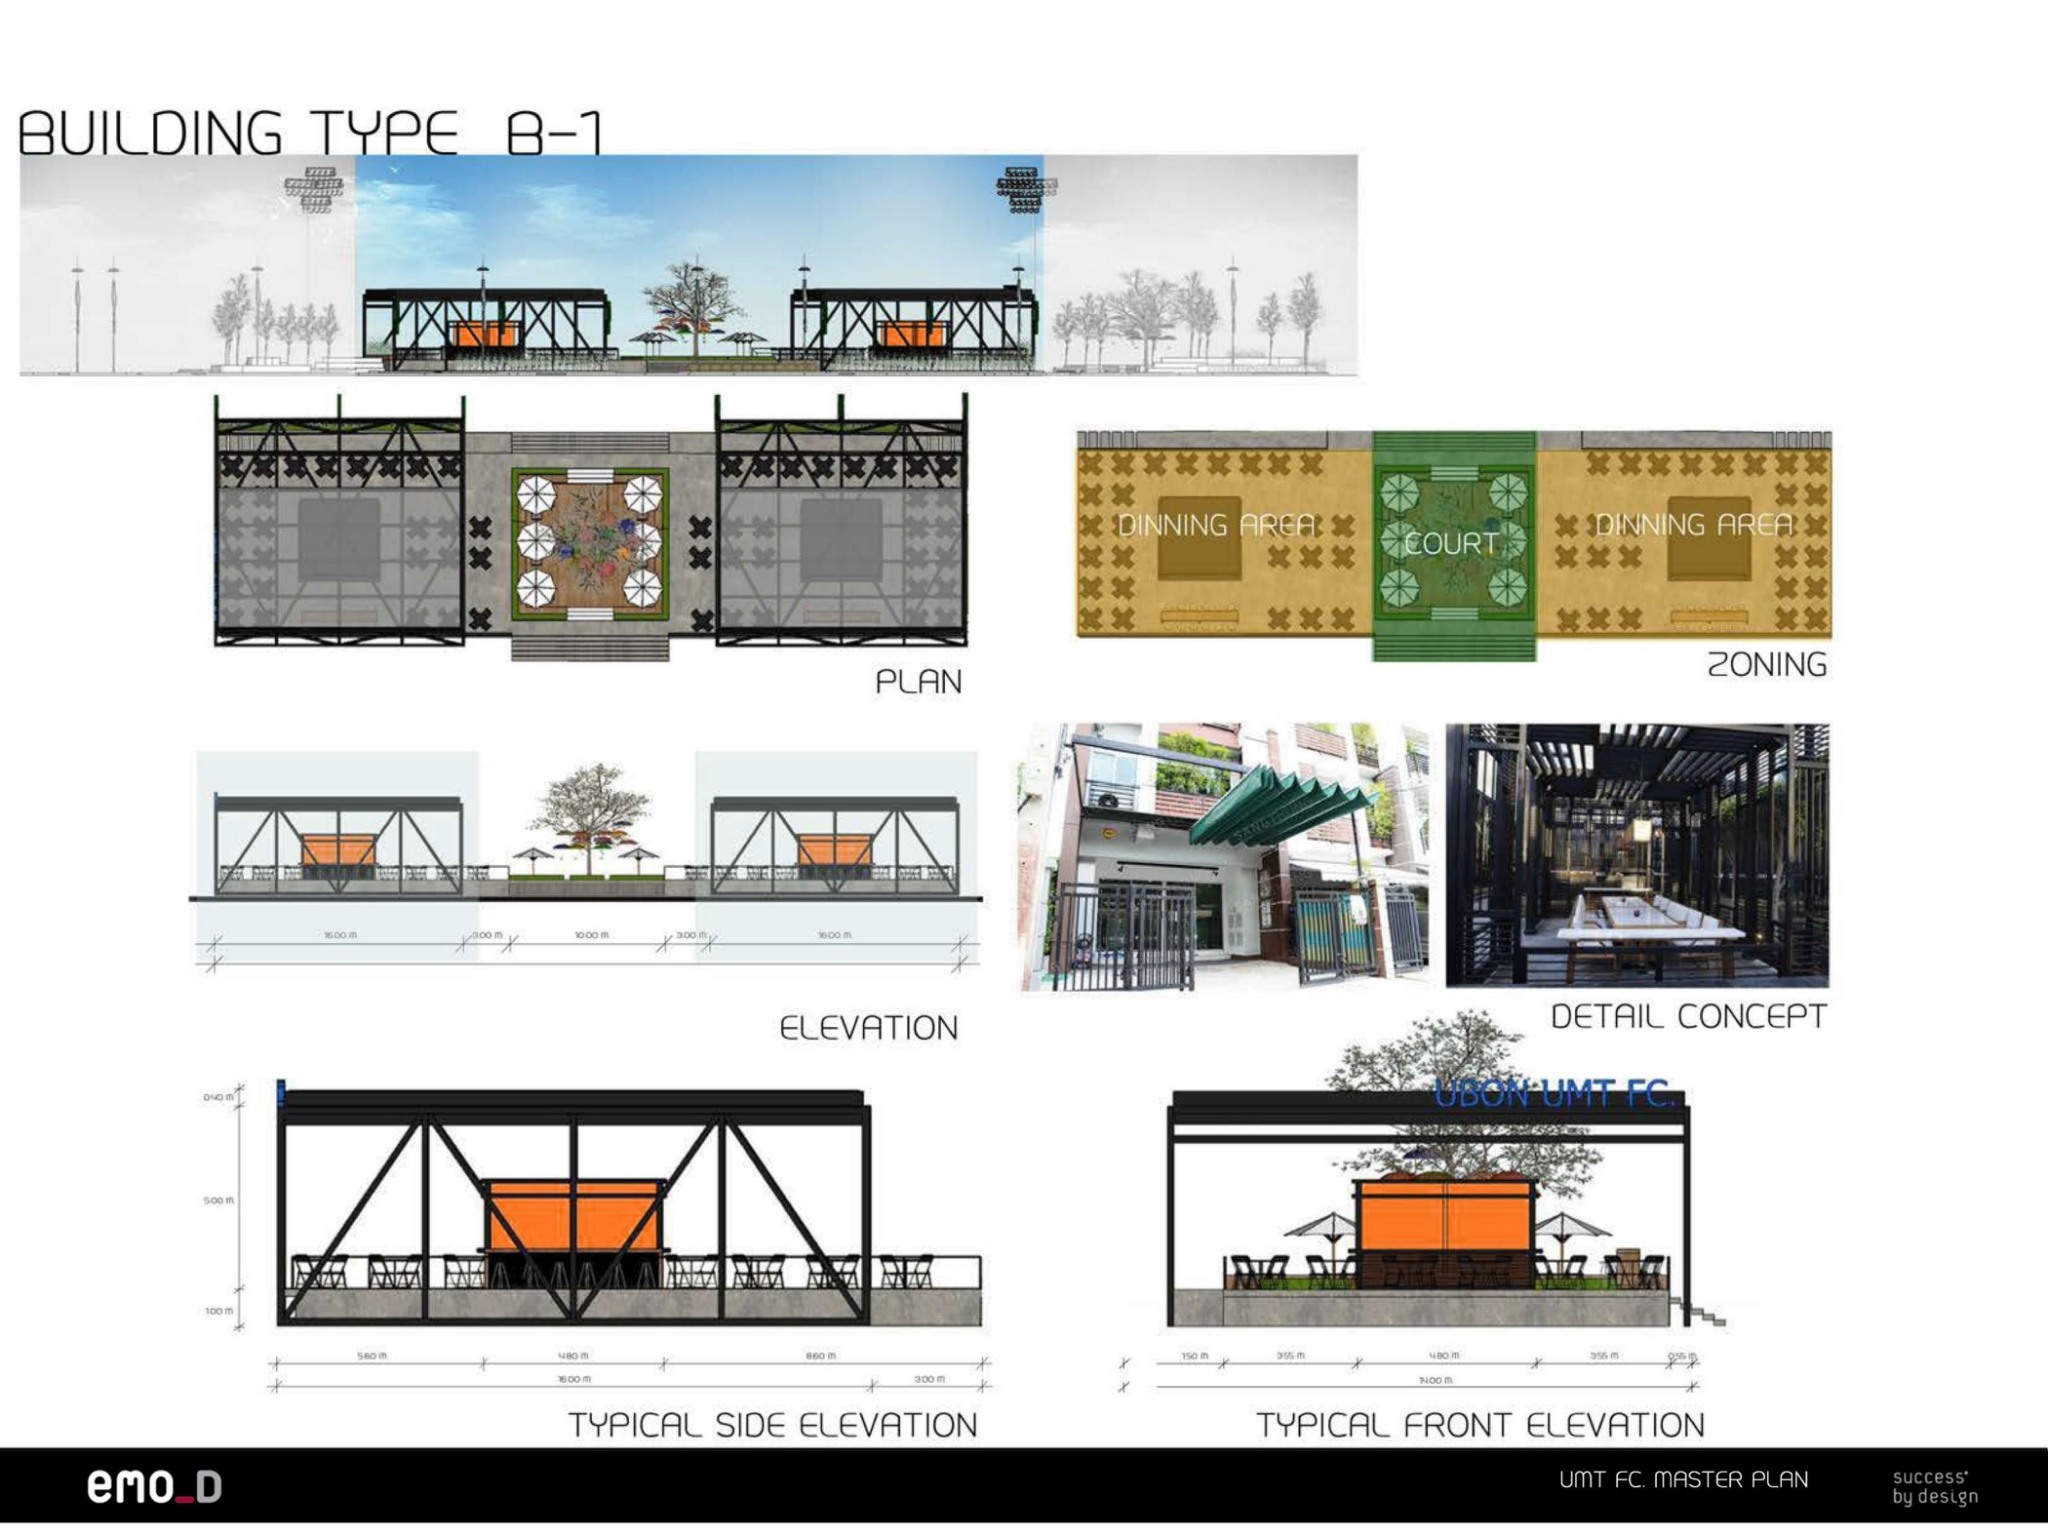 BUILDING TYPE B-1
DINNING AREA
COURT
DINNING AREA
PLAN
ZONING
16.00 m
3.00 m
10.00 m
3.00 m
16.00 m
ELEVATION
DETAIL CONCEPT
UBON UMT FC.
0.40 m
5.00 m
1.00 m
5.60 m
4.80 m
8.60 m
16.00 m
3.00 m
1.50 m
3.55 m
4.80 m
3.55 m
0.55 m
14.00 m
TYPICAL SIDE ELEVATION
TYPICAL FRONT ELEVATION
emo_D
UMT FC. MASTER PLAN
success
by design